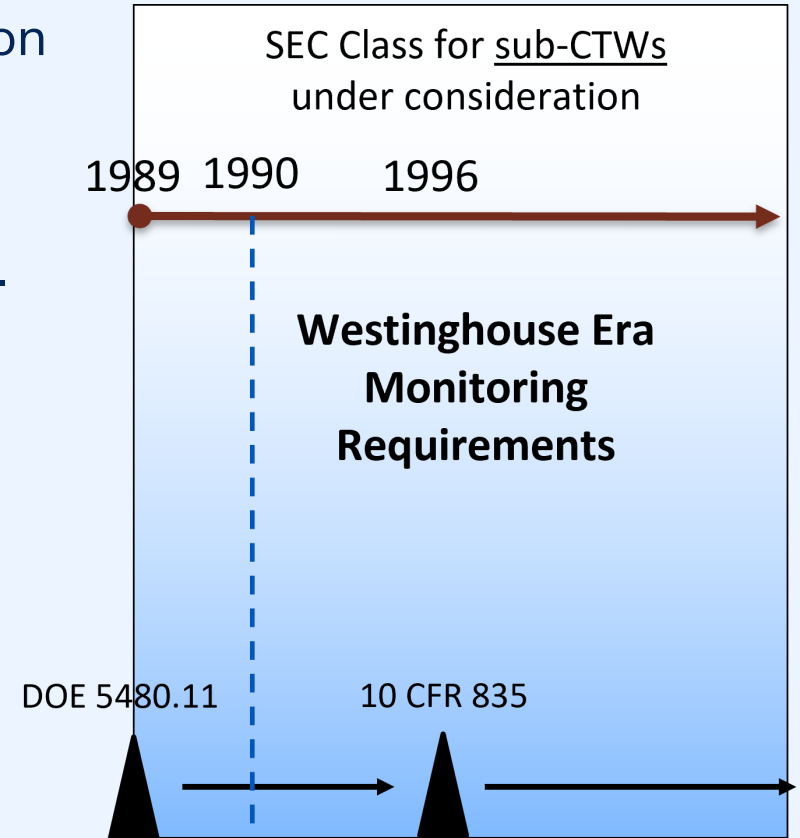 on
SEC Class for sub-CTWs
under consideration
1989 1990 1996
Westinghouse Era
Monitoring
Requirements
DOE 5480.11 10 CFR 835